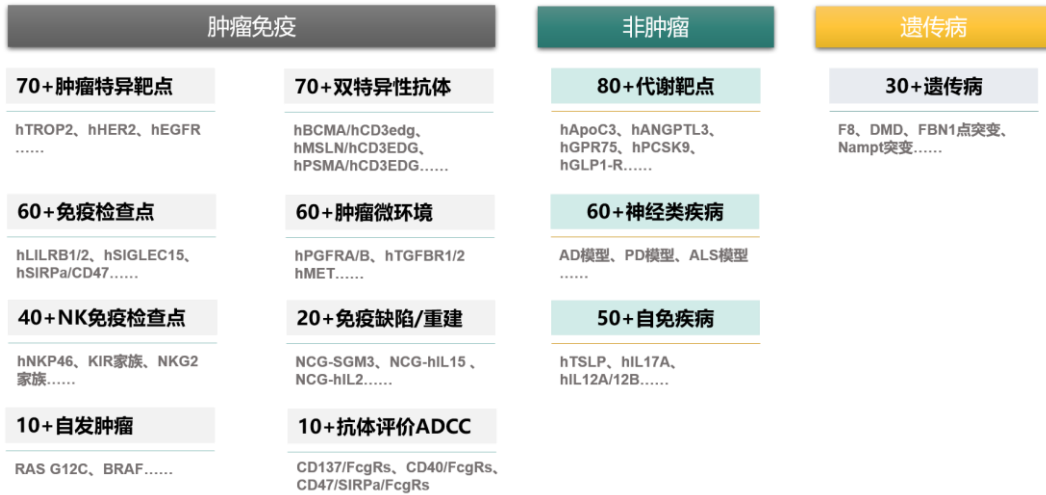 肿瘤免疫
非肿瘤
遗传病
70+肿瘤特异靶点
hTROP2、hHER2、hEGFR
……
70+双特异性抗体
hBCMA/hCD3edg、
hMSLN/hCD3EDG、
hPSMA/hCD3EDG……
80+代谢靶点
hApoC3、hANGPTL3、
hGPR75、hPCSK9、
hGLP1-R……
30+遗传病
F8、DMD、FBN1点突变、
Nampt突变……
60+免疫检查点
hLILRB1/2、hSIGLEC15、
hSIRPa/CD47……
60+肿瘤微环境
hPGFRA/B、hTGFBR1/2
hMET……
60+神经类疾病
AD模型、PD模型、ALS模型
……
40+NK免疫检查点
hNKP46、KIR家族、NKG2
家族……
20+免疫缺陷/重建
NCG-SGM3、NCG-hIL15 、
NCG-hIL2……
50+自免疾病
hTSLP、hIL17A、
hIL12A/12B……
10+自发肿瘤
RAS G12C、BRAF……
10+抗体评价ADCC
CD137/FcgRs、CD40/FcgRs、
CD47/SIRPa/FcgRs